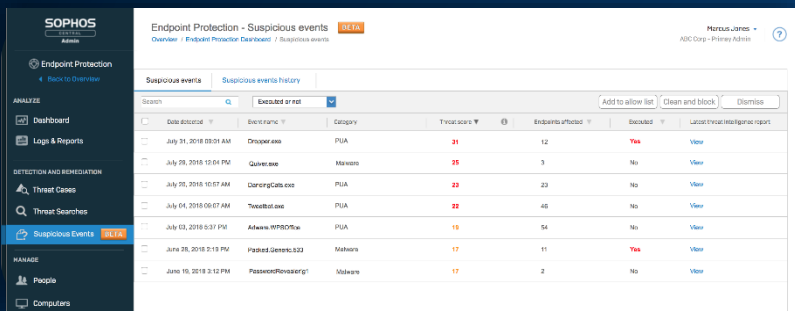 SOPHOS
CENTRAL
Admin
Endpoint Protection
Back to Overview
ANALYZE
Dashboard
Logs & Reports
DETECTION AND REMEDIATION
Threat Cases
Threat Searches
Suspicious Events BETA
MANAGE
People
Computers
Endpoint Protection - Suspicious events BETA
Overview / Endpoint Protection Dashboard / Suspicious events
Marcus Jones
ABC Corp - Primary Admin
?
Suspicious events Suspicious events history
Search Executed or not Add to allow list Clean and block Dismiss
Date detected Event name Category Threat score Endpoints affected Executed Latest threat intelligence report
July 31, 2018 09:01 AM Dropper.exe PUA 31 12 Yes View
July 29, 2018 12:04 PM Quiver.exe Malware 25 3 No View
July 20, 2018 10:57 AM DancingCats.exe PUA 23 23 No View
July 04, 2018 09:07 AM Tweetbot.exe PUA 22 46 No View
July 03, 2018 5:37 PM Adware.WPSOffice PUA 54 No View
June 28, 2018 2:13 PM Packed.Generic.533 Malware 17 11 Yes View
June 19, 2018 3:12 PM Malware 17 2 No View